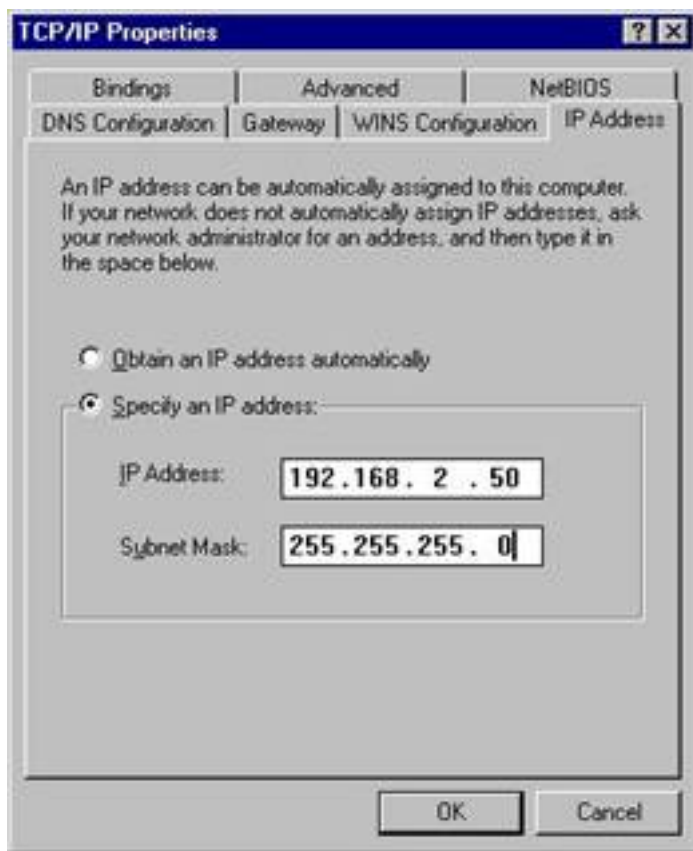 TCP/IP Properties
Bindings Advanced NetBIOS
DNS Configuration Gateway WINS Configuration IP Address
An IP address can be automatically assigned to this computer.
If your network does not automatically assign IP addresses, ask
your network administrator for an address, and then type it in
the space below.
Obtain an IP address automatically
Specify an IP address:
IP Address: 192.168. 2 .50
Subnet Mask: 255.255.255. 0
OK Cancel